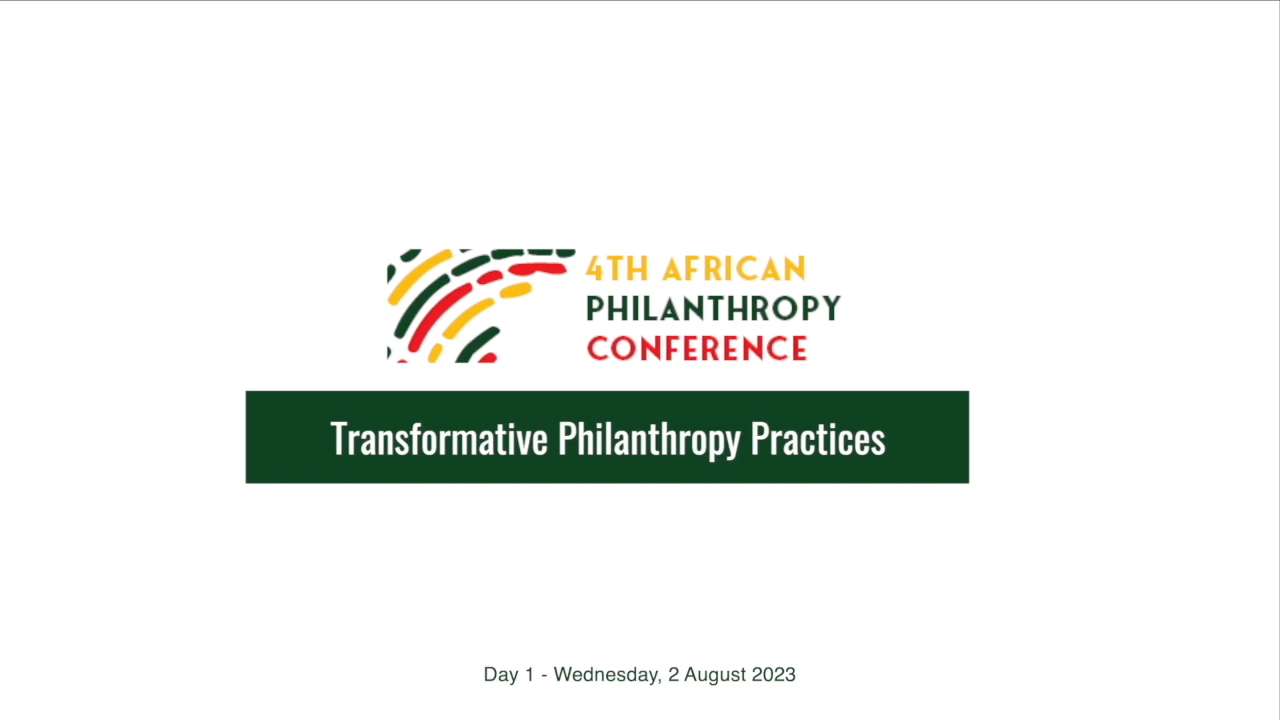 4TH AFRICAN
PHILANTHROPY
CONFERENCE
Transformative Philanthropy Practices
Day 1 - Wednesday, 2 August 2023